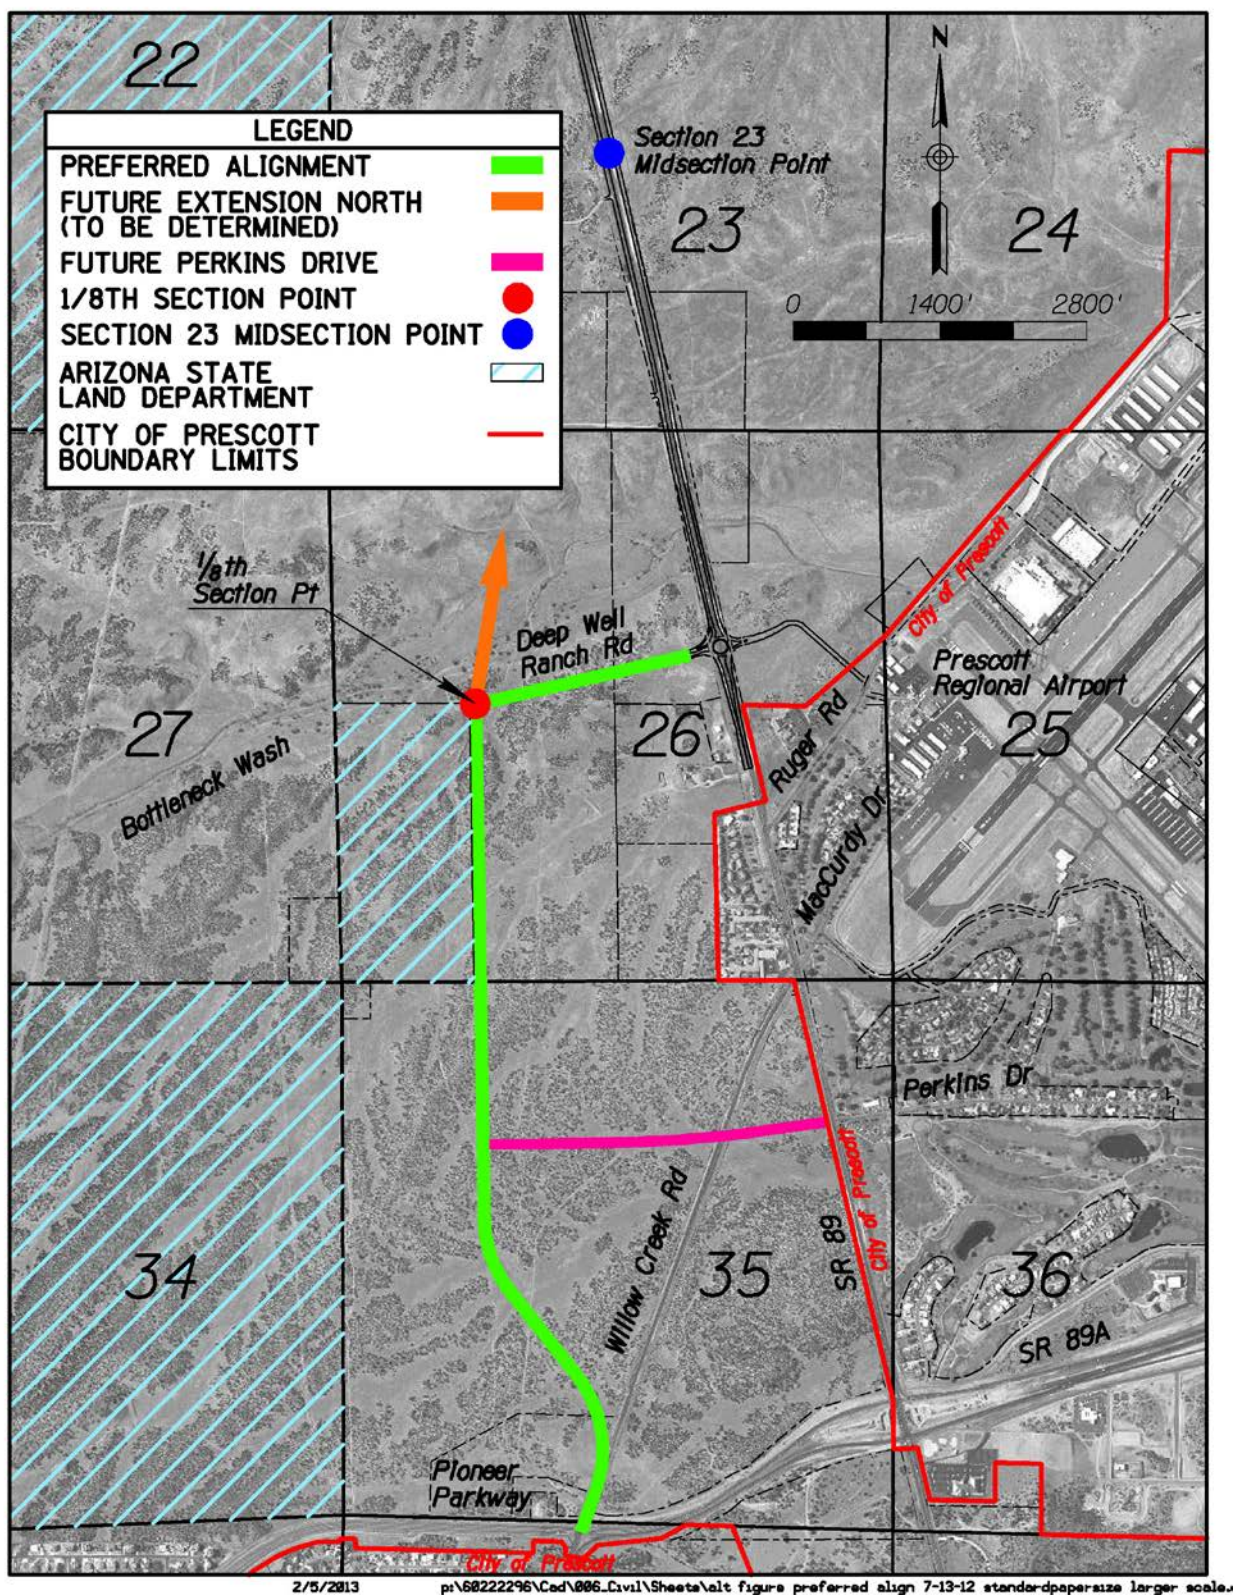 22
N
LEGEND
PREFERRED ALIGNMENT
FUTURE EXTENSION NORTH
(TO BE DETERMINED)
FUTURE PERKINS DRIVE
1/8TH SECTION POINT
SECTION 23 MIDSECTION POINT
ARIZONA STATE
LAND DEPARTMENT
CITY OF PRESCOTT
BOUNDARY LIMITS
Section 23
Midsection Point
23
24
0 1400' 2800'
1/8th
Section Pt
Deep Well
Ranch Rd
City of Prescott
Prescott
Regional Airport
27
26
25
Bottleneck Wash
Ruger Rd
MacCurdy Dr
Perkins Dr
City of Prescott
Willow Creek Rd
SR 89
34
35
36
SR 89A
Pioneer
Parkway
City of Prescott
2/5/2013 p:\60222296\Cad\006_Civil\Sheets\alt figure preferred align 7-13-12 standardpapersize larger scale.